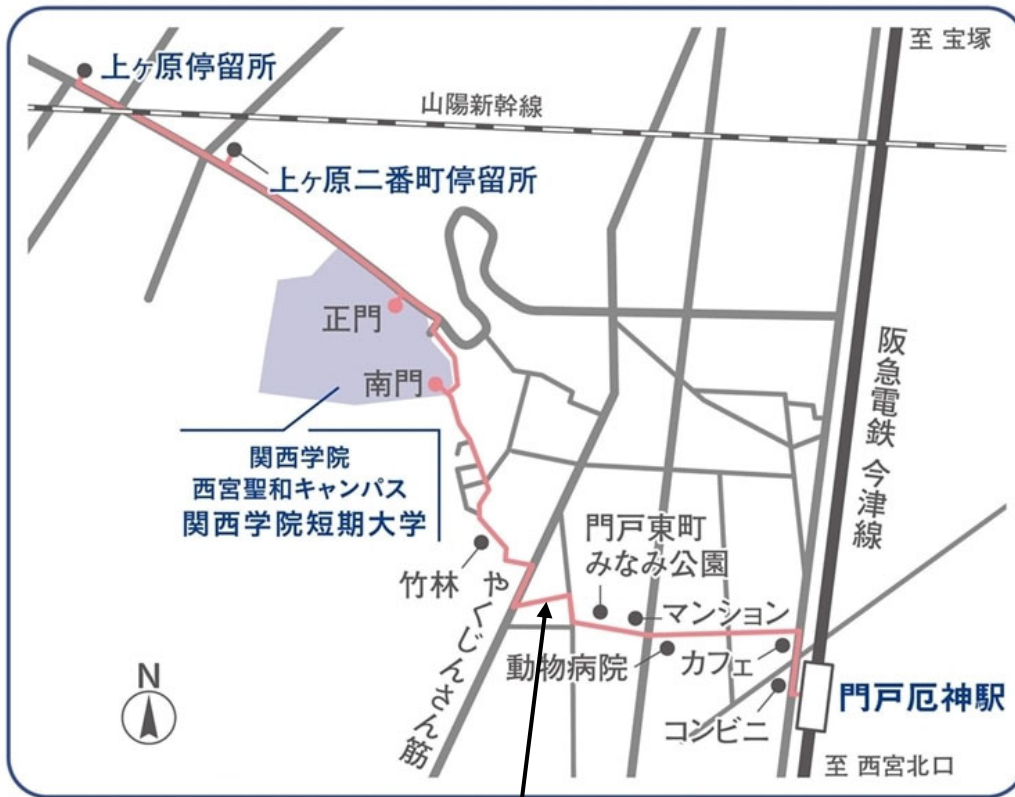 至 宝塚
上ヶ原停留所
山陽新幹線
上ヶ原二番町停留所
正門
南門
阪急電鉄 今津線
関西学院
西宮聖和キャンパス
関西学院短期大学
門戸東町
みなみ公園
竹林
やくじんさん筋
マンション
動物病院
カフェ
コンビニ
門戸厄神駅
N
至 西宮北口